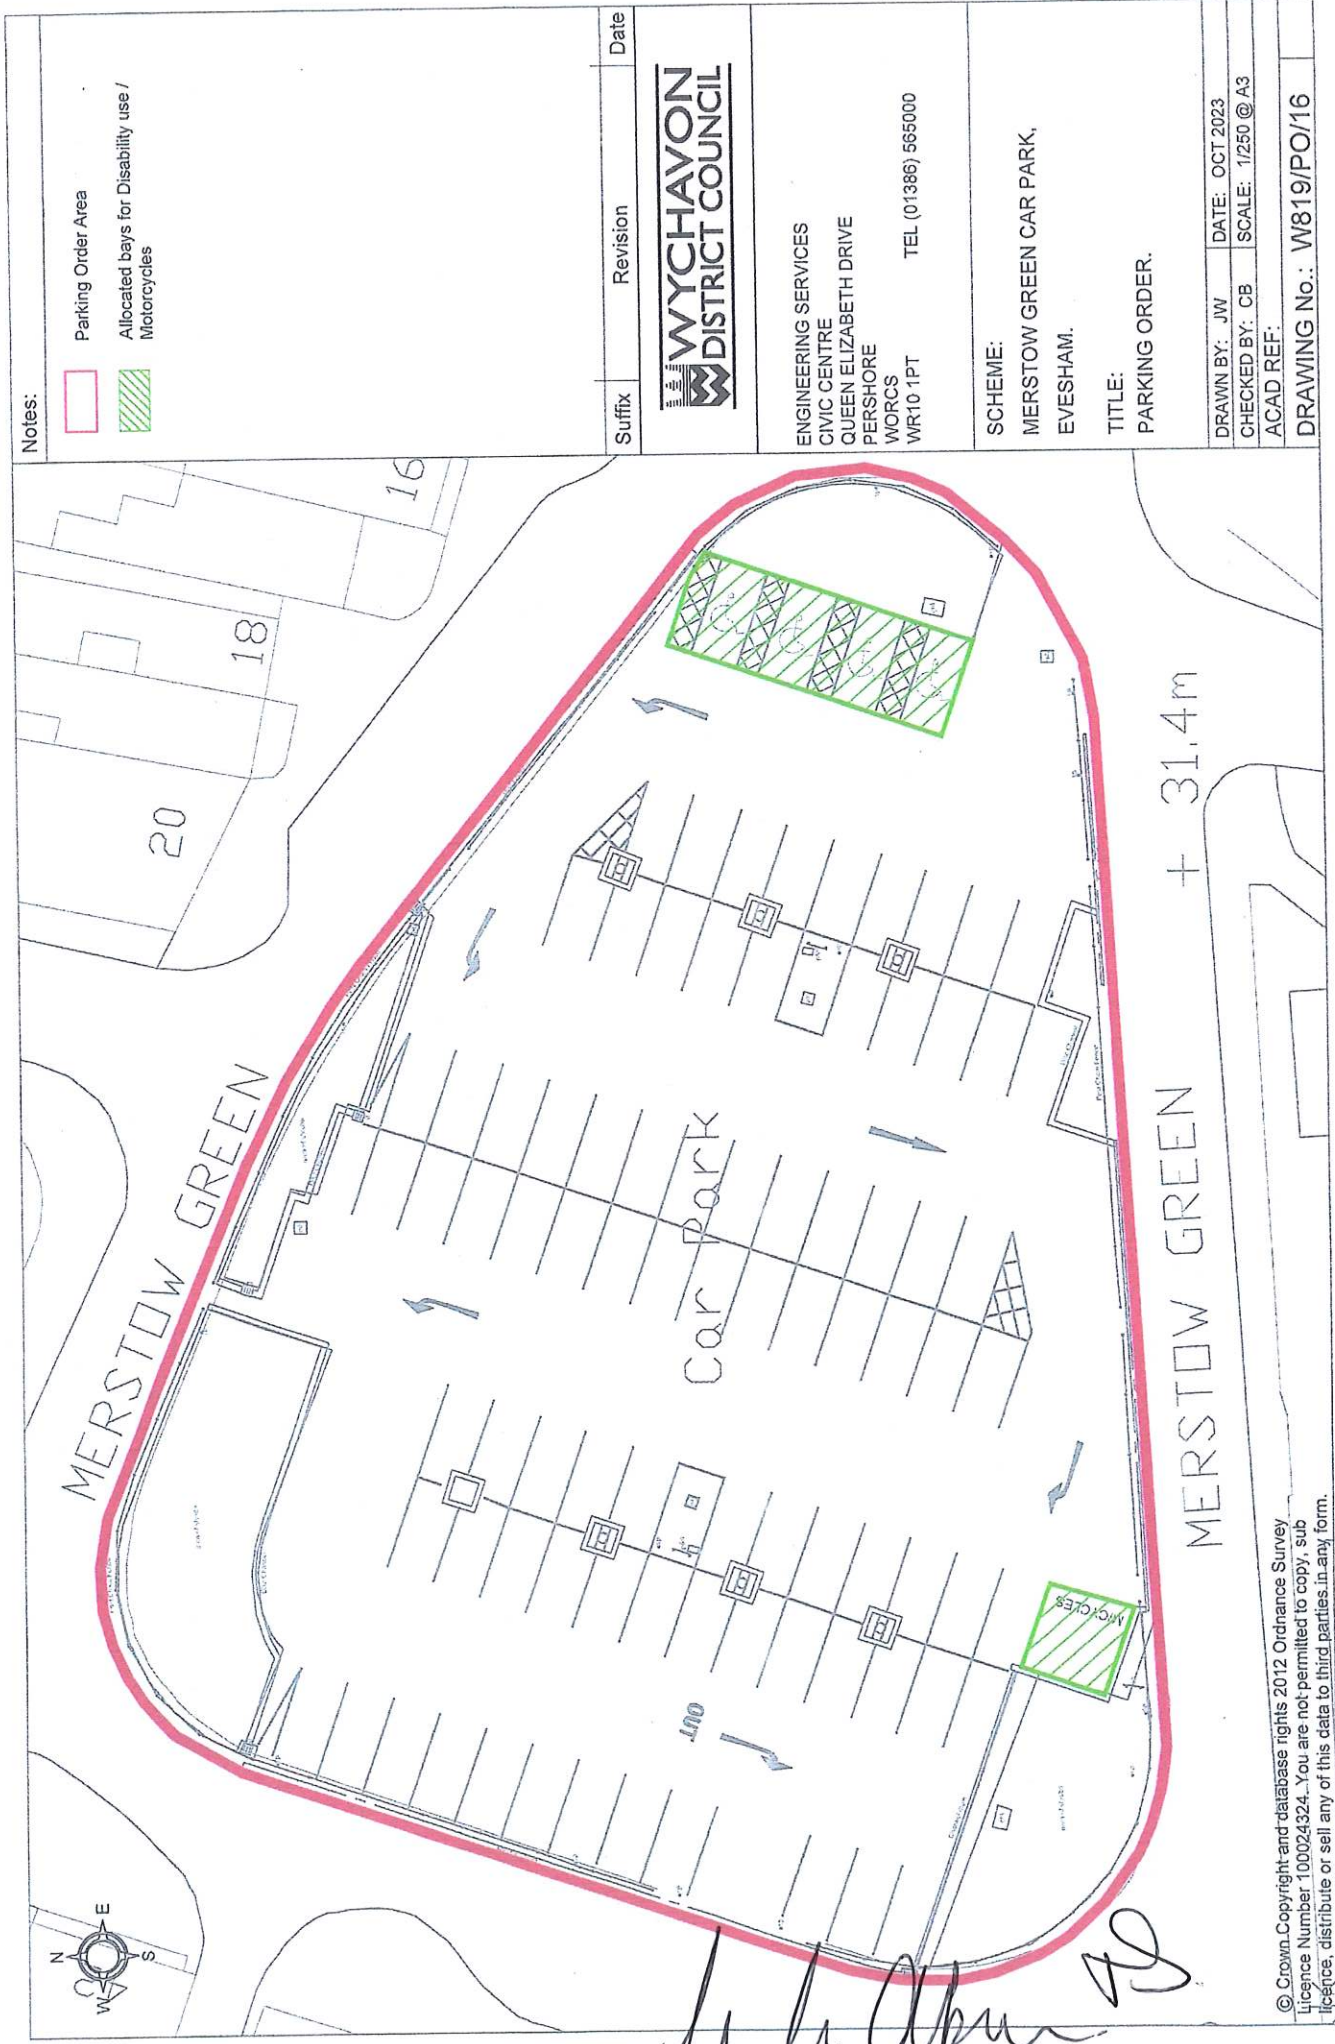 Notes:
Parking Order Area
Allocated bays for Disability use /
Motorcycles
Suffix Revision Date
WYCHAVON
DISTRICT COUNCIL
ENGINEERING SERVICES
CIVIC CENTRE
QUEEN ELIZABETH DRIVE
PERSHORE
WORCS
WR10 1PT TEL (01386) 565000
SCHEME:
MERSTOW GREEN CAR PARK,
EVESHAM.
TITLE:
PARKING ORDER.
DRAWN BY: JW DATE: OCT 2023
CHECKED BY: CB SCALE: 1/250 @ A3
ACAD REF:
DRAWING No.: W819/PO/16
N
E
S
W
16
18
20
MERSTOW GREEN
Car Park
OUT
M/CYCLES
MERSTOW GREEN
+ 31.4m
© Crown Copyright and database rights 2012 Ordnance Survey
Licence Number 100024324. You are not permitted to copy, sub
licence, distribute or sell any of this data to third parties in any form.